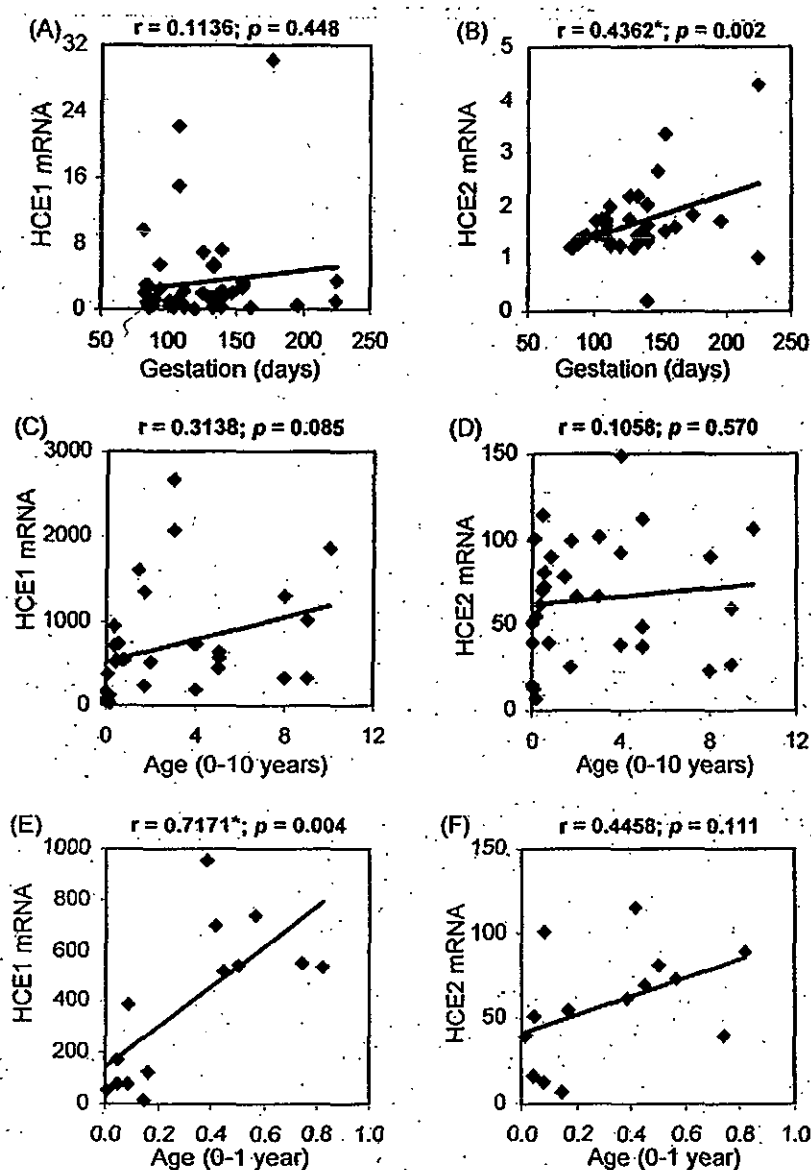 (A) r = 0.1136; p = 0.448
32
24
16
8
0
HCE1 mRNA
50 100 150 200 250
Gestation (days)
(B) r = 0.4362*; p = 0.002
5
4
3
2
1
0
HCE2 mRNA
50 100 150 200 250
Gestation (days)
(C) r = 0.3138; p = 0.085
3000
2000
1000
0
HCE1 mRNA
0 4 8 12
Age (0-10 years)
(D) r = 0.1058; p = 0.570
150
100
50
0
HCE2 mRNA
0 4 8 12
Age (0-10 years)
(E) r = 0.7171*; p = 0.004
1000
800
600
400
200
0
HCE1 mRNA
0.0 0.2 0.4 0.6 0.8 1.0
Age (0-1 year)
(F) r = 0.4458; p = 0.111
150
100
50
0
HCE2 mRNA
0.0 0.2 0.4 0.6 0.8 1.0
Age (0-1 year)